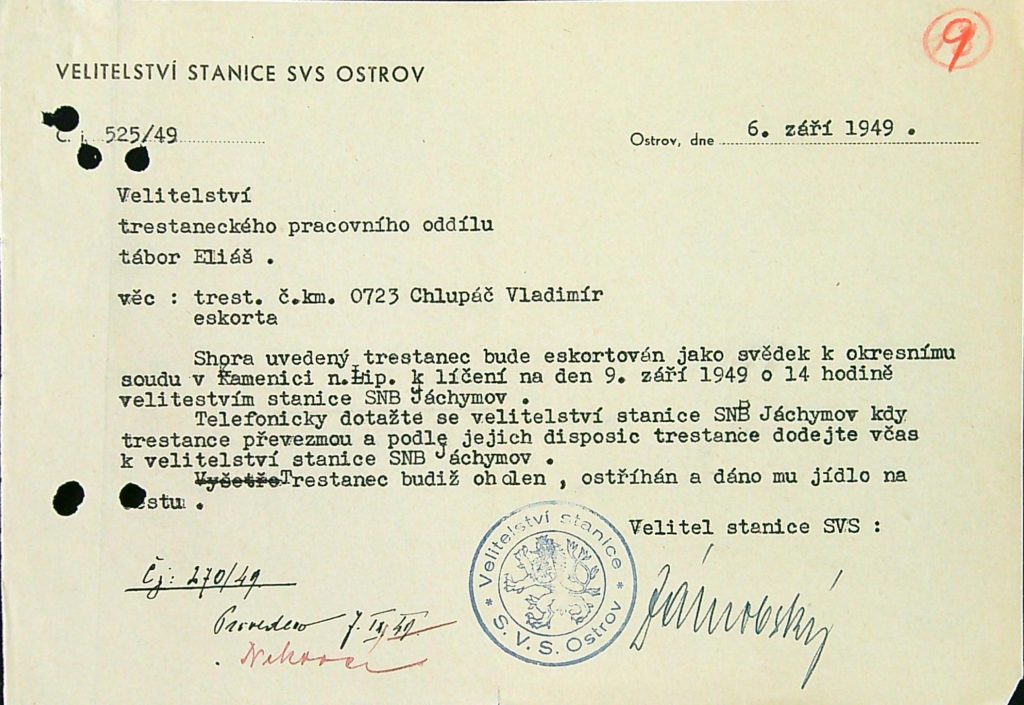 9
VELITELSTVÍ STANICE SVS OSTROV
Č. j. 525/49
Ostrov, dne 6. září 1949 .
Velitelství
trestaneckého pracovního oddílu
tábor Eliáš .
věc : trest. č.km. 0723 Chlupáč Vladimír
eskorta
Shora uvedený trestanec bude eskortován jako svědek k okresnímu
soudu v Kamenici n.Lip. k líčení na den 9. září 1949 o 14 hodině
velitestvím stanice SNB Jáchymov .
Telefonicky dotažte se velitelství stanice SNB Jáchymov kdy
trestance převezmou a podle jejich disposic trestance dodejte včas
k velitelství stanice SNB Jáchymov .
VyšetřeTrestanec budiž oholen , ostříhán a dáno mu jídlo na
cestu .
Velitel stanice SVS :
* Velitelství stanice *
S. V. S. Ostrov
Čj: 270/49
Provedeno 7. IX 49